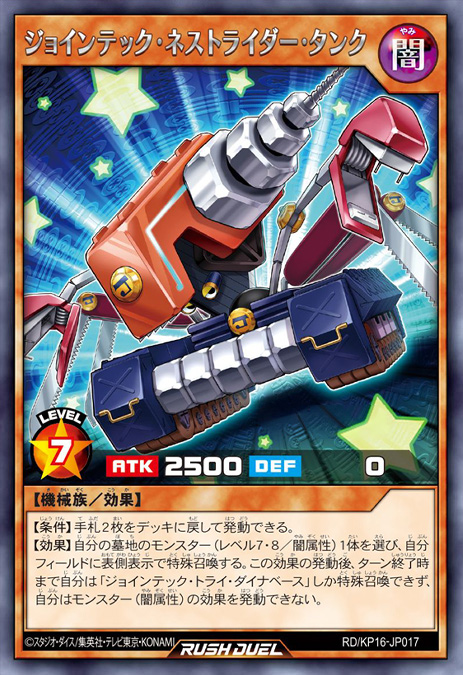 ジョインテック・ネストライダー・タンク
やみ
闇
LEVEL
7
ATK 2500 DEF 0
【機械族／効果】
【条件】手札2枚をデッキに戻して発動できる。
【効果】自分の墓地のモンスター（レベル7・8／闇属性）1体を選び、自分
フィールドに表側表示で特殊召喚する。この効果の発動後、ターン終了時
まで自分は「ジョインテック・トライ・ダイナベース」しか特殊召喚できず、
自分はモンスター（闇属性）の効果を発動できない。
©スタジオ・ダイス/集英社・テレビ東京・KONAMI
RUSH DUEL
RD/KP16-JP017